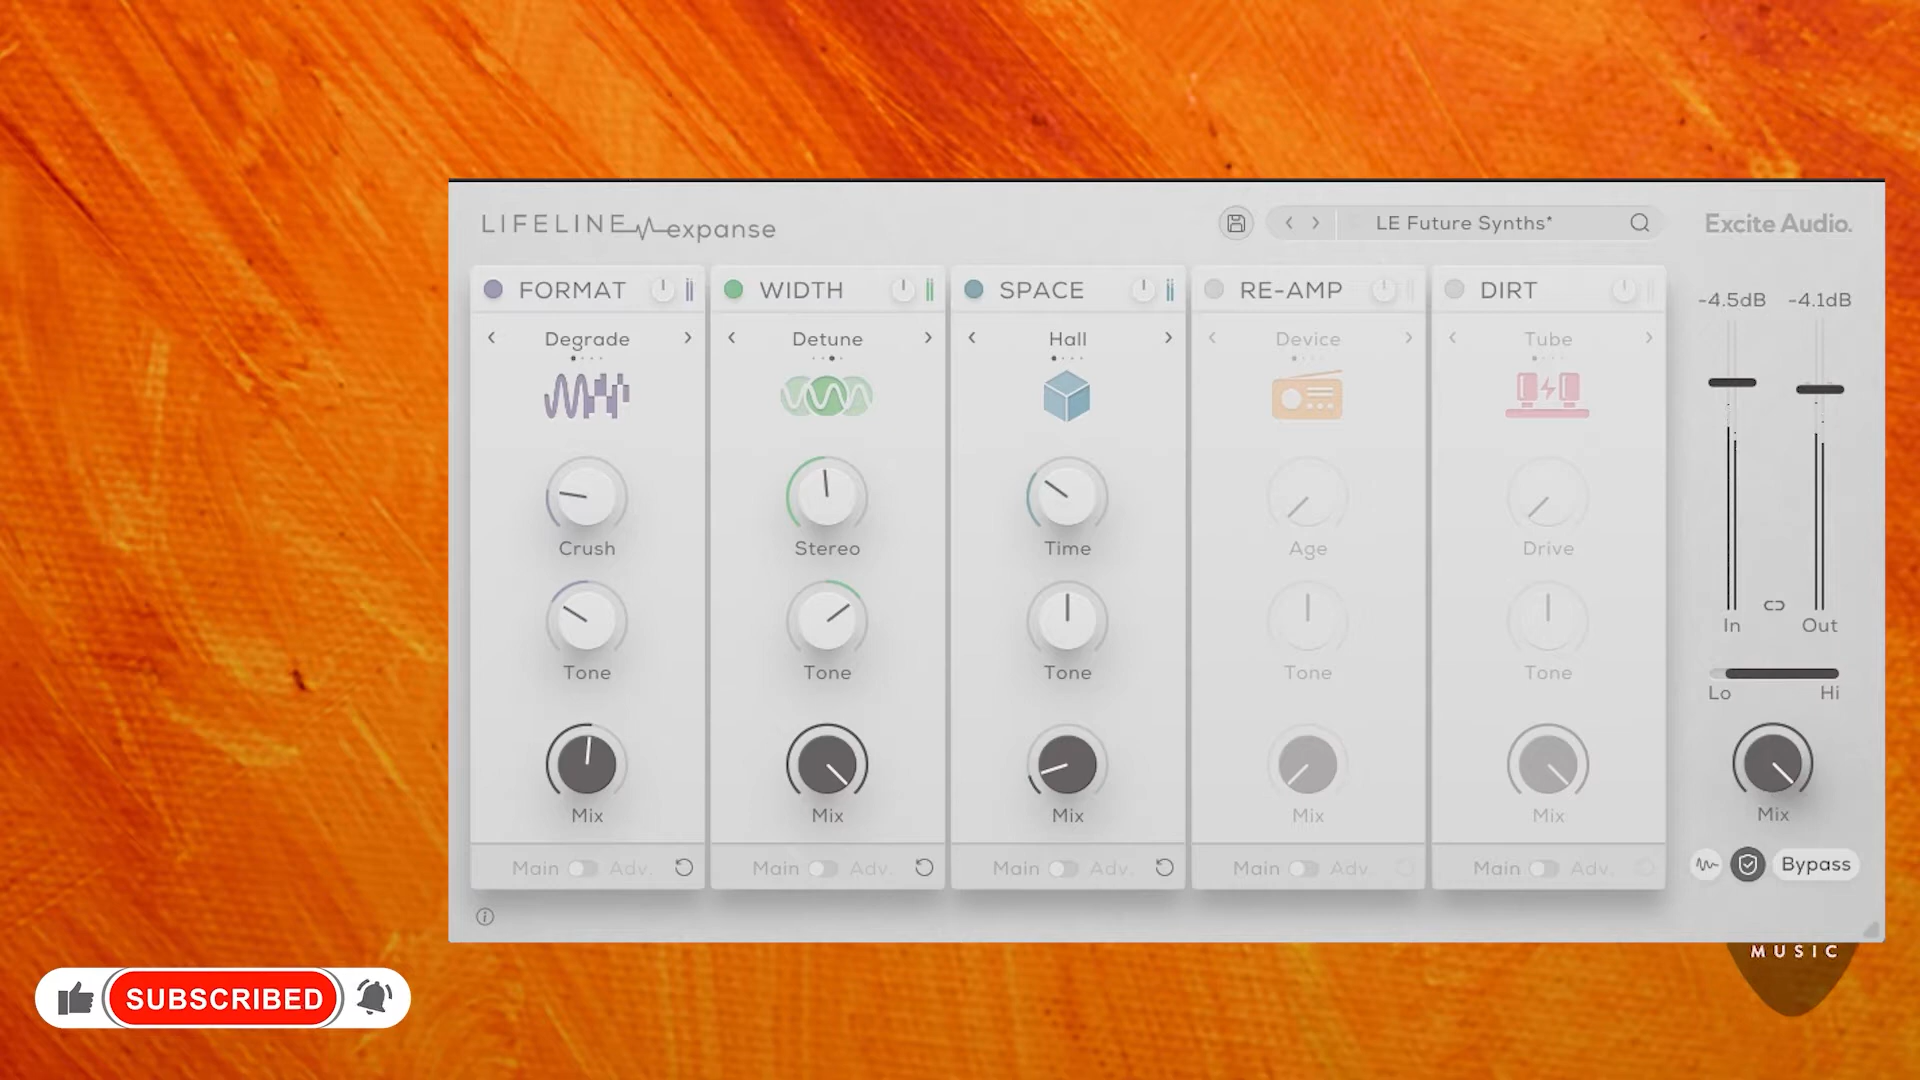 LIFELINE expanse
LE Future Synths*
Excite Audio.
FORMAT
WIDTH
SPACE
RE-AMP
DIRT
-4.5dB -4.1dB
Degrade
Detune
Hall
Device
Tube
Crush
Stereo
Time
Age
Drive
Tone
Tone
Tone
Tone
Tone
In
Out
Lo
Hi
Mix
Mix
Mix
Mix
Mix
Mix
Main Adv.
Main Adv.
Main Adv.
Main Adv.
Main Adv.
Bypass
MUSIC
SUBSCRIBED